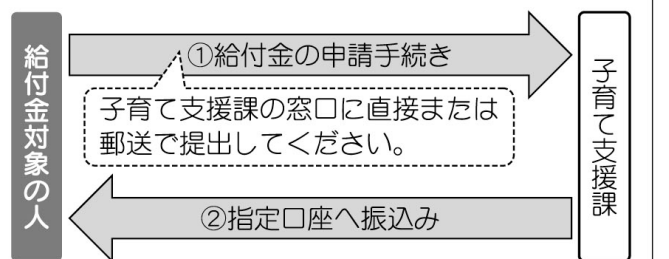 給付金対象の人
①給付金の申請手続き
子育て支援課の窓口に直接または
郵送で提出してください。
②指定口座へ振込み
子育て支援課